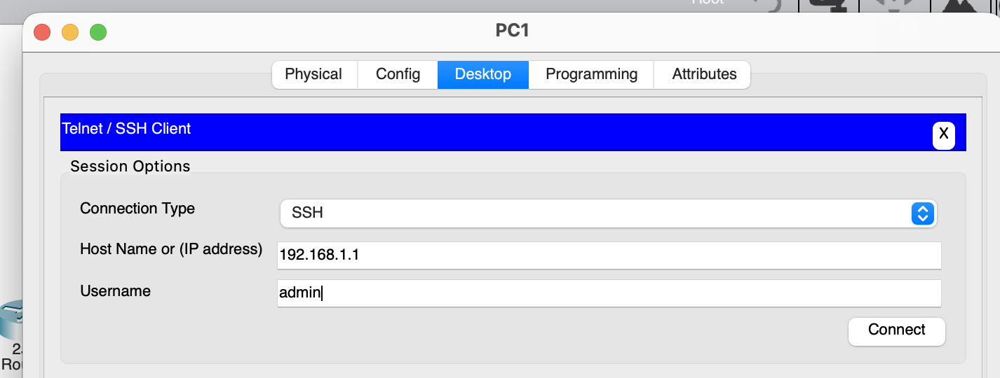 Root
PC1
Physical Config Desktop Programming Attributes
Telnet / SSH Client X
Session Options
Connection Type SSH
Host Name or (IP address) 192.168.1.1
Username admin
Connect